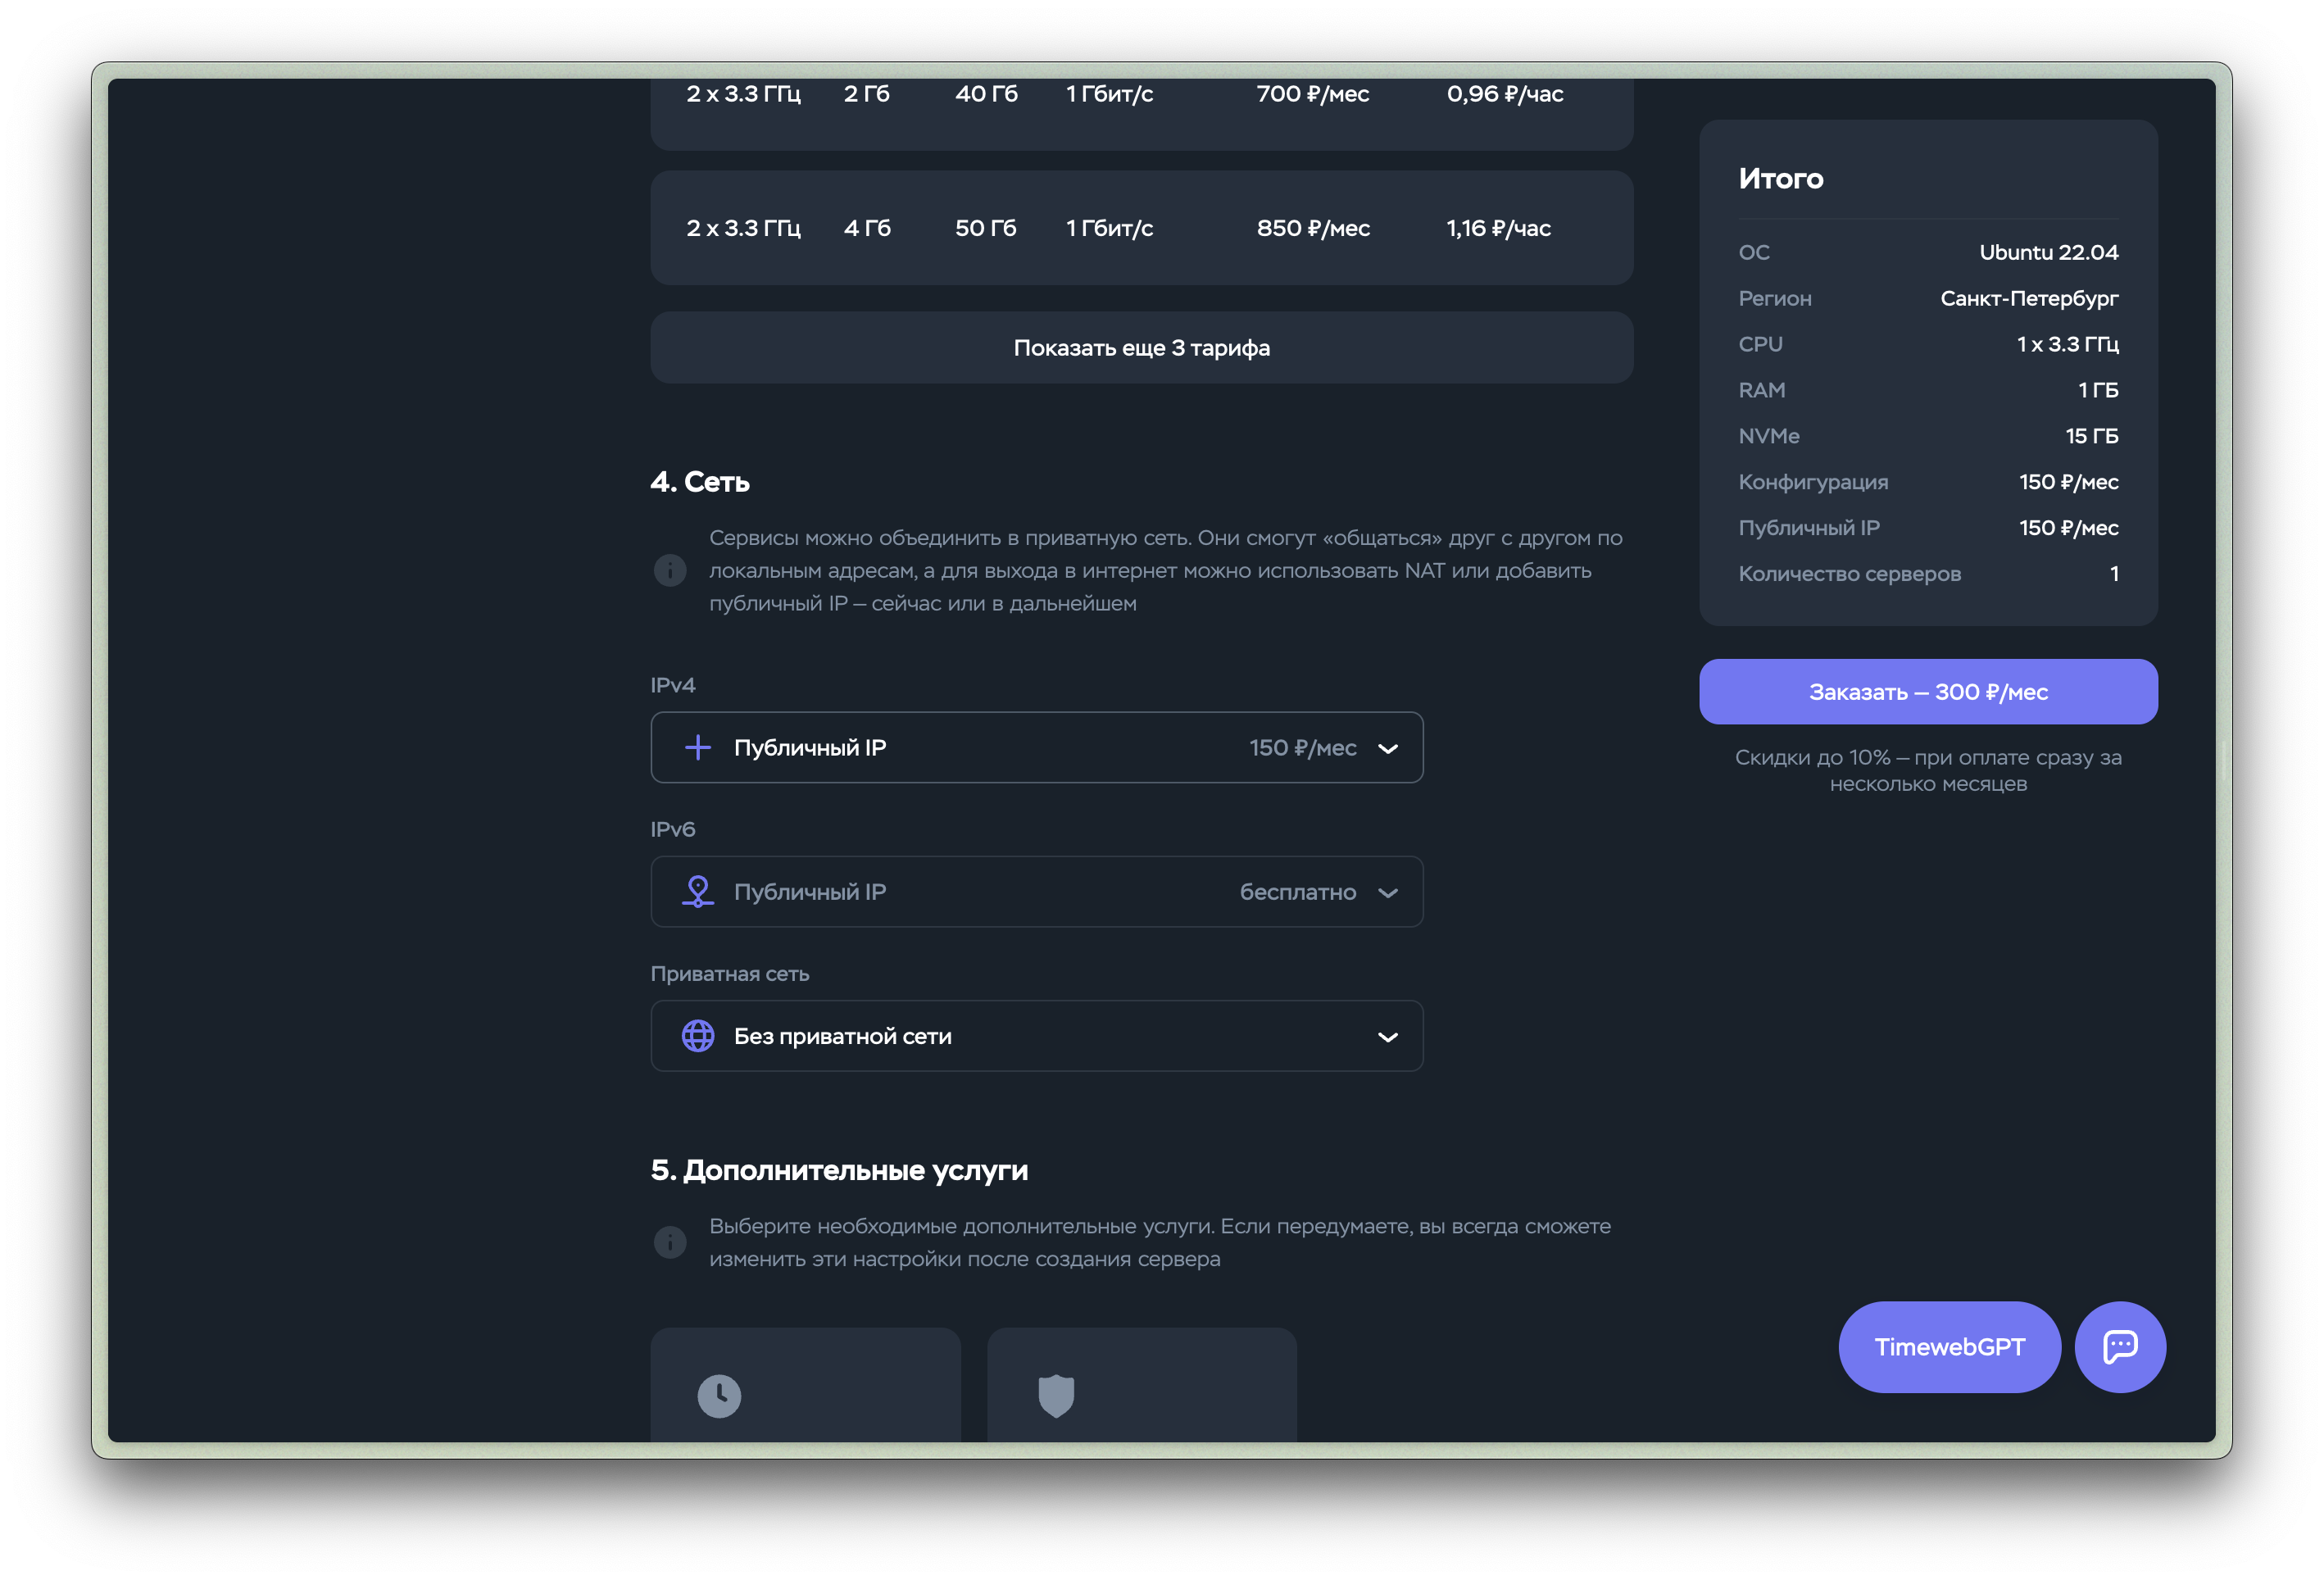 2 x 3.3 ГГц 2 Гб 40 Гб 1 Гбит/с 700 ₽/мес 0,96 ₽/час
2 x 3.3 ГГц 4 Гб 50 Гб 1 Гбит/с 850 ₽/мес 1,16 ₽/час
Показать еще 3 тарифа
4. Сеть
Сервисы можно объединить в приватную сеть. Они смогут «общаться» друг с другом по
локальным адресам, а для выхода в интернет можно использовать NAT или добавить
публичный IP — сейчас или в дальнейшем
IPv4
Публичный IP 150 ₽/мес
IPv6
Публичный IP бесплатно
Приватная сеть
Без приватной сети
5. Дополнительные услуги
Выберите необходимые дополнительные услуги. Если передумаете, вы всегда сможете
изменить эти настройки после создания сервера
Итого
ОС Ubuntu 22.04
Регион Санкт-Петербург
CPU 1 x 3.3 ГГц
RAM 1 ГБ
NVMe 15 ГБ
Конфигурация 150 ₽/мес
Публичный IP 150 ₽/мес
Количество серверов 1
Заказать — 300 ₽/мес
Скидки до 10% — при оплате сразу за
несколько месяцев
TimewebGPT